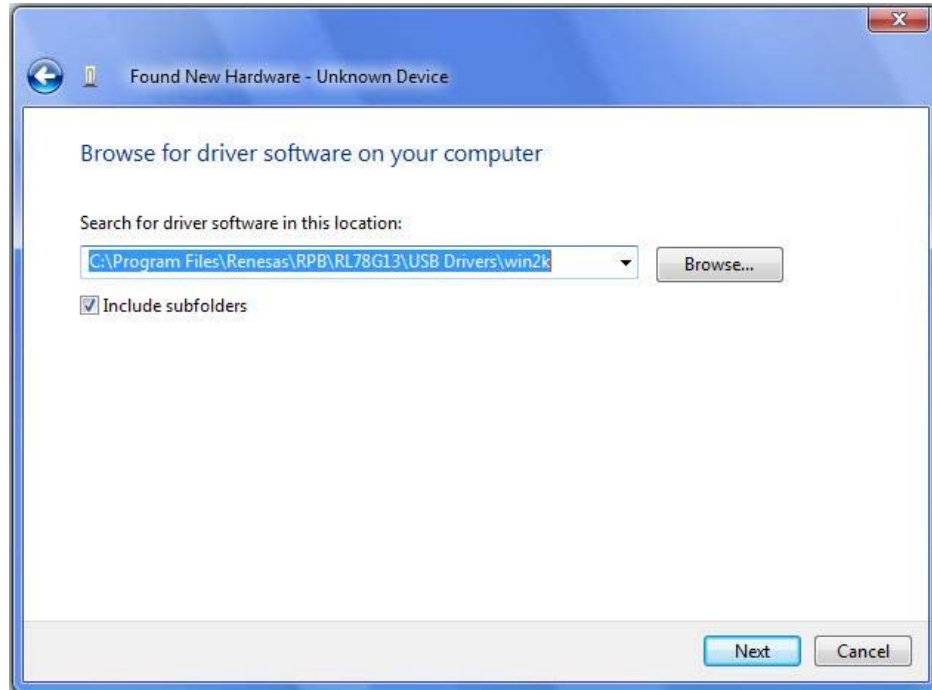 Found New Hardware - Unknown Device
Browse for driver software on your computer
Search for driver software in this location:
C:\Program Files\Renesas\RPB\RL78G13\USB Drivers\win2k
Browse...
Include subfolders
Next
Cancel